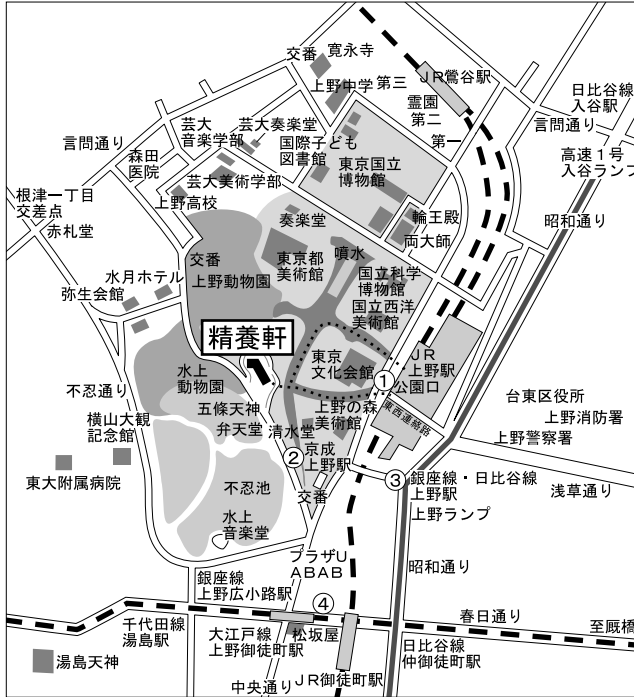 交番
寛永寺
上野中学
第三
JR鶯谷駅
霊園
第二
第一
日比谷線
入谷駅
言問通り
高速1号
入谷ランプ
昭和通り
言問通り
芸大
音楽学部
芸大奏楽堂
国際子ども
図書館
東京国立
博物館
森田
医院
芸大美術学部
上野高校
根津一丁目
交差点
赤札堂
奏楽堂
輪王殿
両大師
交番
上野動物園
東京都
美術館
噴水
国立科学
博物館
国立西洋
美術館
水月ホテル
弥生会館
精養軒
東京
文化会館
JR
上野駅
公園口
①
水上
動物園
不忍通り
五條天神
弁天堂
清水堂
上野の森
美術館
東西連絡路
台東区役所
上野消防署
上野警察署
横山大観
記念館
②
京成
上野駅
③
銀座線・日比谷線
上野駅
上野ランプ
浅草通り
東大附属病院
不忍池
交番
水上
音楽堂
プラザU
ABAB
昭和通り
銀座線
上野広小路駅
④
春日通り
至厩橋
千代田線
湯島駅
大江戸線
上野御徒町駅
松坂屋
日比谷線
仲御徒町駅
湯島天神
中央通り
JR御徒町駅